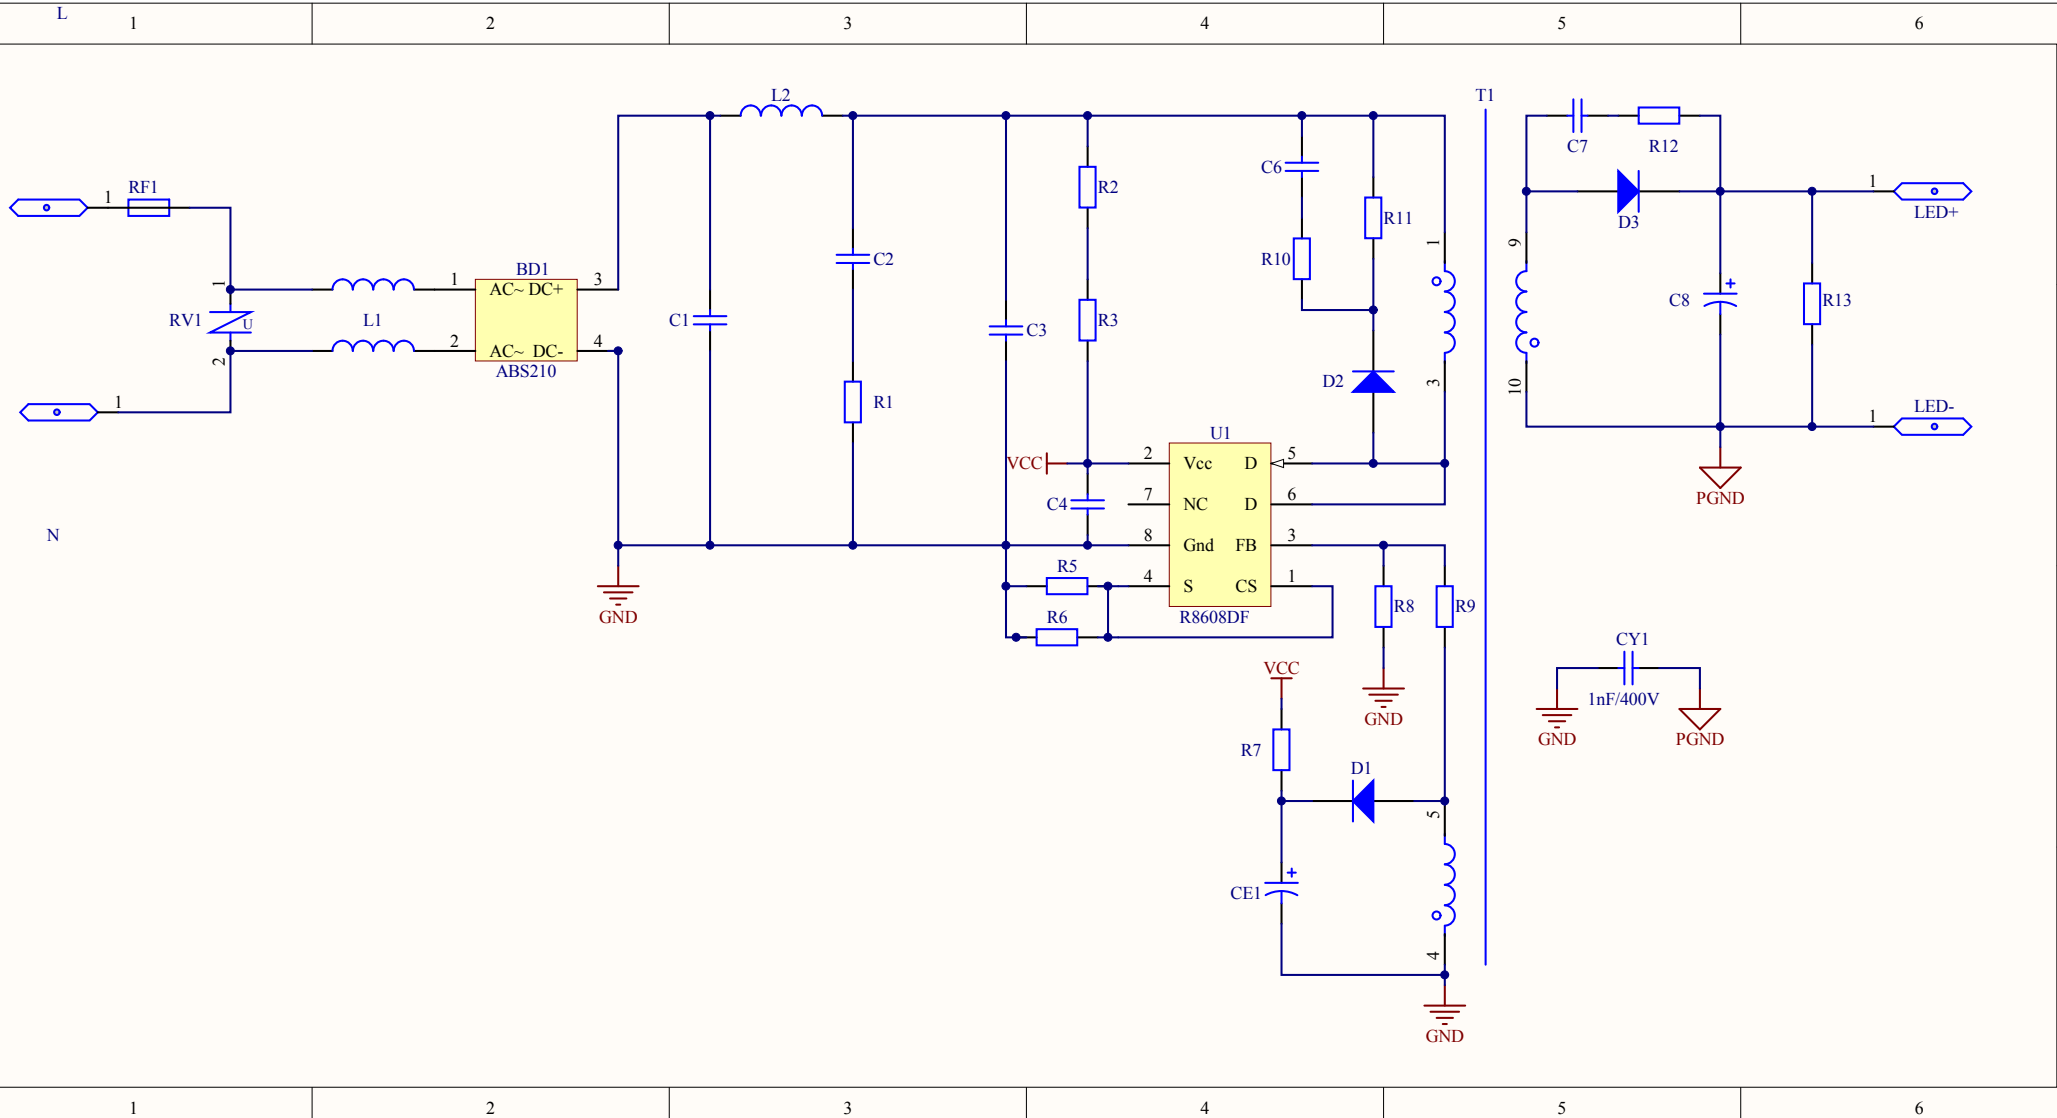 L
1 2 3 4 5 6
L2
T1
C7 R12
C6
1 RF1
R2
1
R11
D3
LED+
1
9
R10
C2
BD1
1 1 AC~ DC+ 3
C8 + R13
RV1 U L1
C1
C3
R3
2 2 AC~ DC- 4
ABS210
3
10
D2
1
R1
1 LED-
U1
VCC 2 Vcc D 5
PGND
C4 7 NC D 6
N
8 Gnd FB 3
R5
4 S CS 1
R8 R9
GND
R6
R8608DF
CY1
VCC
1nF/400V
GND
GND PGND
R7
D1
5
+
CE1
4
GND
1 2 3 4 5 6